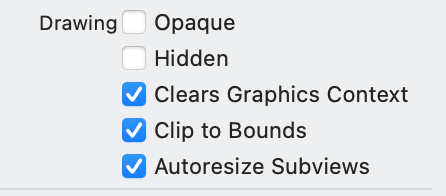 Drawing Opaque
Hidden
Clears Graphics Context
Clip to Bounds
Autoresize Subviews